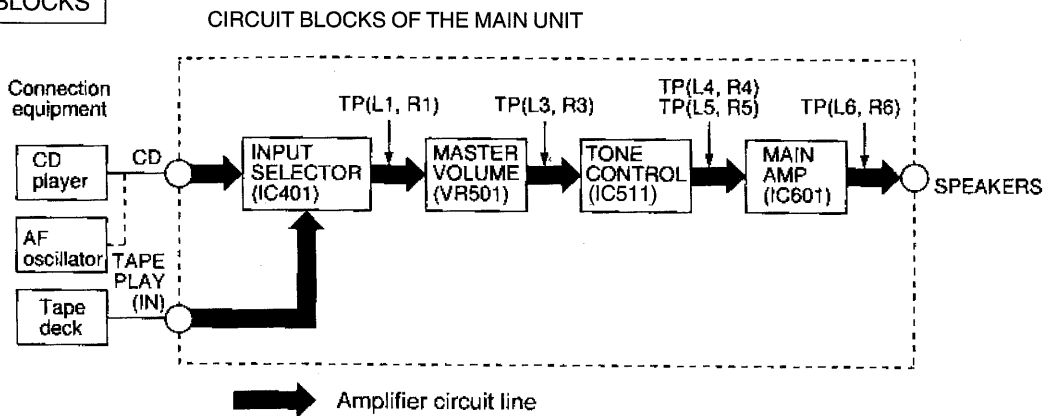 BLOCKS
CIRCUIT BLOCKS OF THE MAIN UNIT
Connection
equipment
CD
player
CD
AF
oscillator
TAPE
PLAY
(IN)
Tape
deck
INPUT
SELECTOR
(IC401)
TP(L1, R1)
MASTER
VOLUME
(VR501)
TP(L3, R3)
TONE
CONTROL
(IC511)
TP(L4, R4)
TP(L5, R5)
MAIN
AMP
(IC601)
TP(L6, R6)
SPEAKERS
Amplifier circuit line